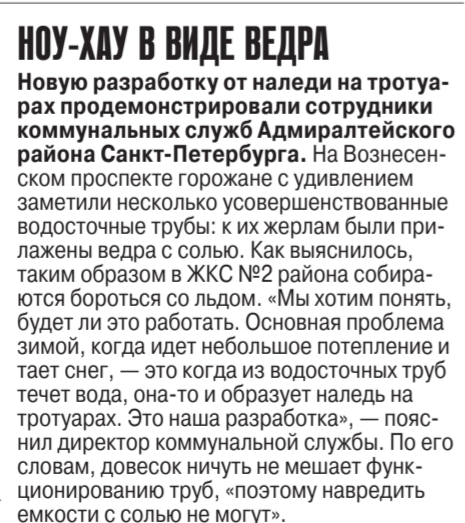 НОУ-ХАУ В ВИДЕ ВЕДРА
Новую разработку от наледи на тротуа-
рах продемонстрировали сотрудники
коммунальных служб Адмиралтейского
района Санкт-Петербурга. На Вознесен-
ском проспекте горожане с удивлением
заметили несколько усовершенствованные
водосточные трубы: к их жерлам были при-
лажены ведра с солью. Как выяснилось,
таким образом в ЖКС №2 района собира-
ются бороться со льдом. «Мы хотим понять,
будет ли это работать. Основная проблема
зимой, когда идет небольшое потепление и
тает снег, — это когда из водосточных труб
течет вода, она-то и образует наледь на
тротуарах. Это наша разработка», — пояс-
нил директор коммунальной службы. По его
словам, довесок ничуть не мешает функ-
ционированию труб, «поэтому навредить
емкости с солью не могут».